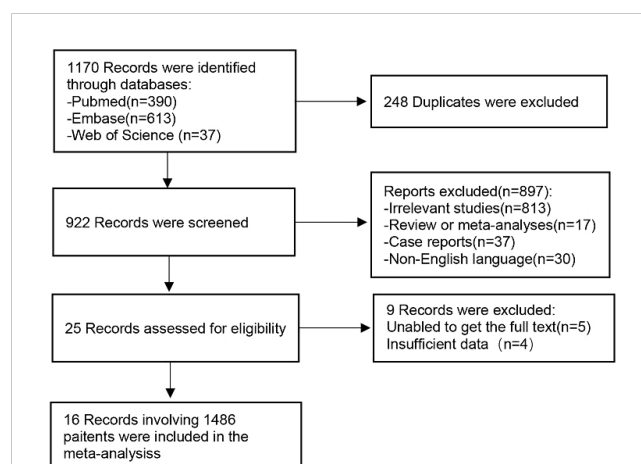 1170 Records were identified
through databases:
-Pubmed(n=390)
-Embase(n=613)
-Web of Science (n=37)
248 Duplicates were excluded
922 Records were screened
Reports excluded(n=897):
-Irrelevant studies(n=813)
-Review or meta-analyses(n=17)
-Case reports(n=37)
-Non-English language(n=30)
25 Records assessed for eligibility
9 Records were excluded:
Unabled to get the full text(n=5)
Insufficient data（n=4）
16 Records involving 1486
paitents were included in the
meta-analysiss